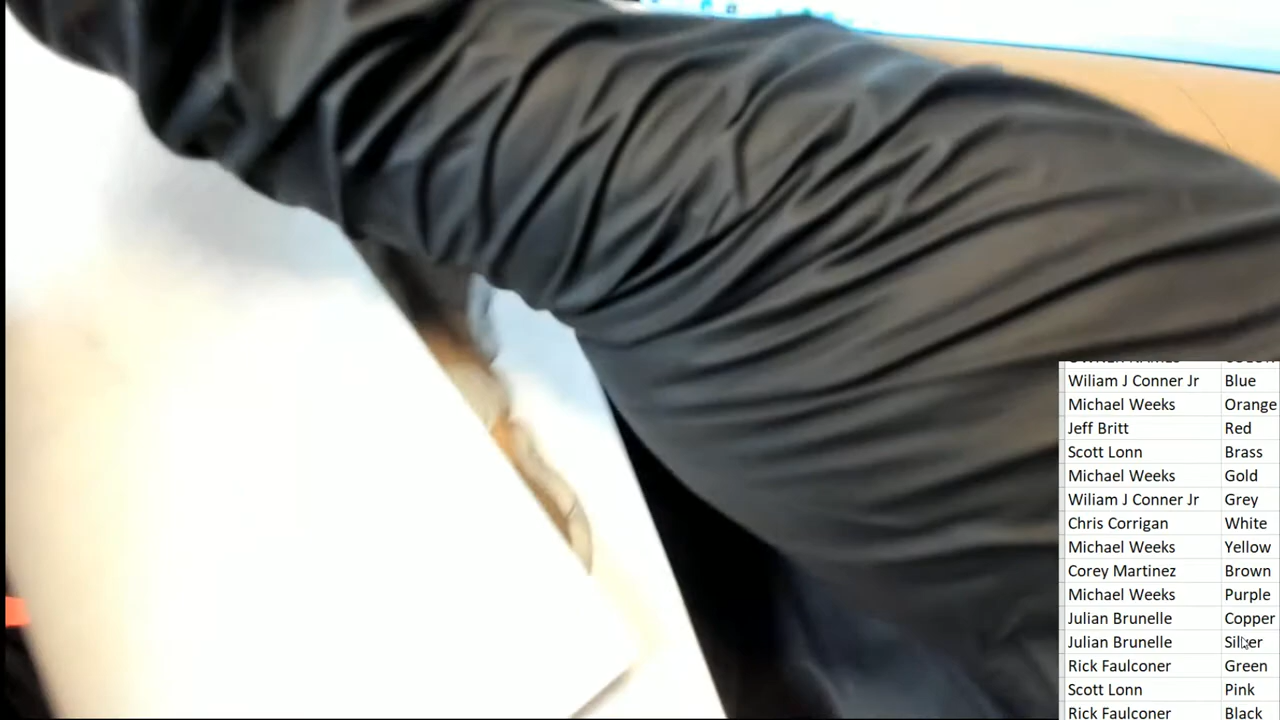 Wiliam J Conner Jr Blue
Michael Weeks Orange
Jeff Britt Red
Scott Lonn Brass
Michael Weeks Gold
Wiliam J Conner Jr Grey
Chris Corrigan White
Michael Weeks Yellow
Corey Martinez Brown
Michael Weeks Purple
Julian Brunelle Copper
Julian Brunelle Silver
Rick Faulconer Green
Scott Lonn Pink
Rick Faulconer Black